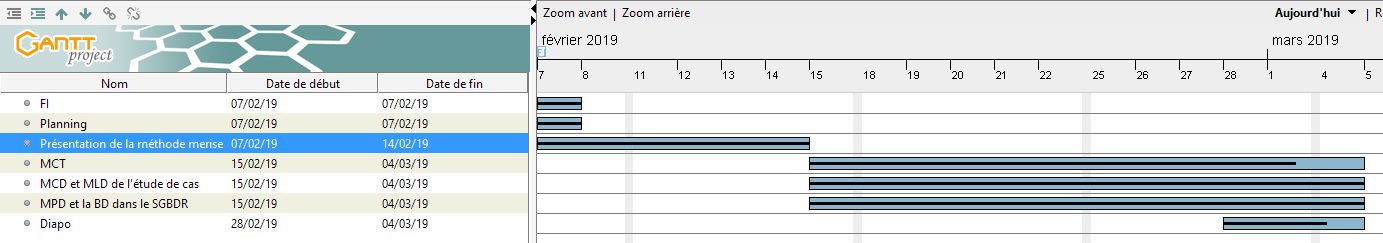 Zoom avant | Zoom arrière
Aujourd'hui
GANTT
project
février 2019
mars 2019
7 8 11 12 13 14 15 18 19 20 21 22 25 26 27 28 1 4 5
Nom Date de début Date de fin
FI 07/02/19 07/02/19
Planning 07/02/19 07/02/19
Présentation de la méthode merise 07/02/19 14/02/19
MCT 15/02/19 04/03/19
MCD et MLD de l'étude de cas 15/02/19 04/03/19
MPD et la BD dans le SGBDR 15/02/19 04/03/19
Diapo 28/02/19 04/03/19